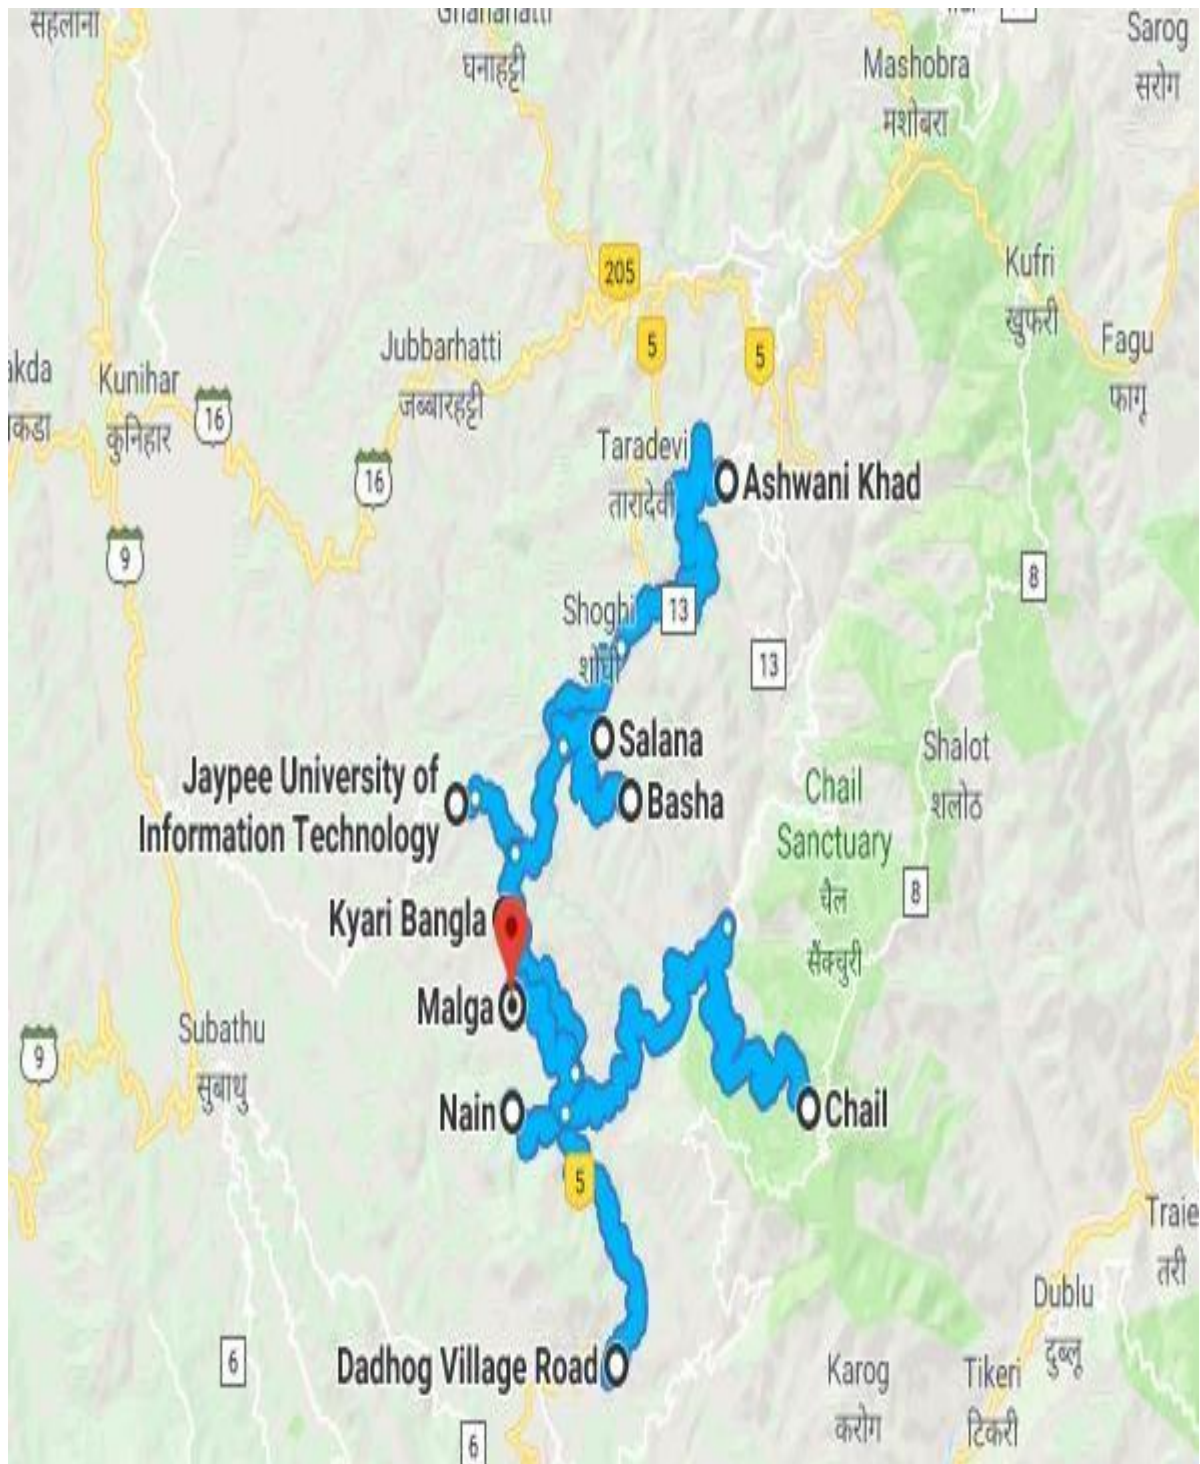 सहलाना
घनाहट्टी
Mashobra
मशोबरा
Sarog
सरोग
205
Kufri
खुफरी
5
5
Jubbarhatti
जब्बारहट्टी
Fagu
फागू
Kunihar
कुनिहार
16
16
Taradevi
तारादेवी
Ashwani Khad
9
8
Shoghi
शोघी
13
13
Salana
Shalot
शलोठ
Jaypee University of
Information Technology
Basha
Chail
Sanctuary
चैल
सैंक्चुरी
8
Kyari Bangla
Malga
Subathu
सुबाथु
9
Nain
Chail
5
Traie
तरी
Dublu
दुब्लू
Dadhog Village Road
6
Karog
करोग
Tikeri
टिकरी
6